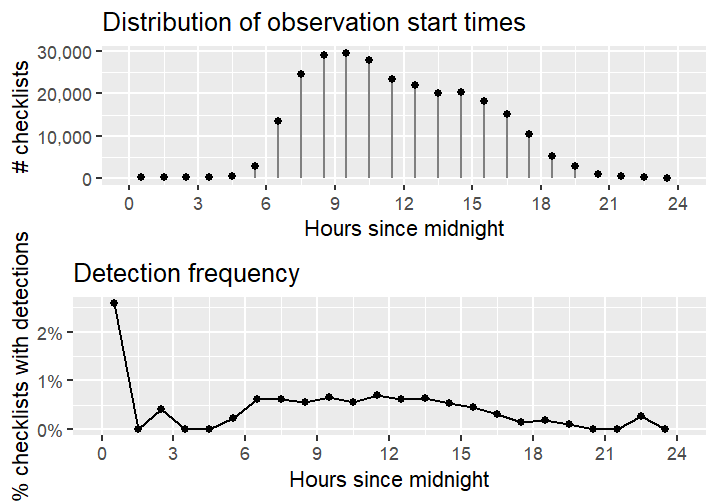 Distribution of observation start times
# checklists
30,000
20,000
10,000
0
0 3 6 9 12 15 18 21 24
Hours since midnight
Detection frequency
% checklists with detections
2%
1%
0%
0 3 6 9 12 15 18 21 24
Hours since midnight